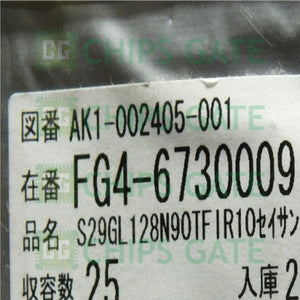 CHIPS GATE
図番 AK1-002405-001
在番 FG4-6730009
品名 S29GL128N90TFIR10セイサン
収容数 25 入庫 2